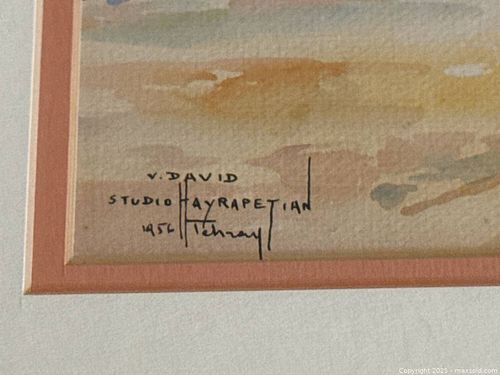 V. DAVID
STUDIO HAYRAPETIAN
1956 Tehran
Copyright 2025 - maxsold.com